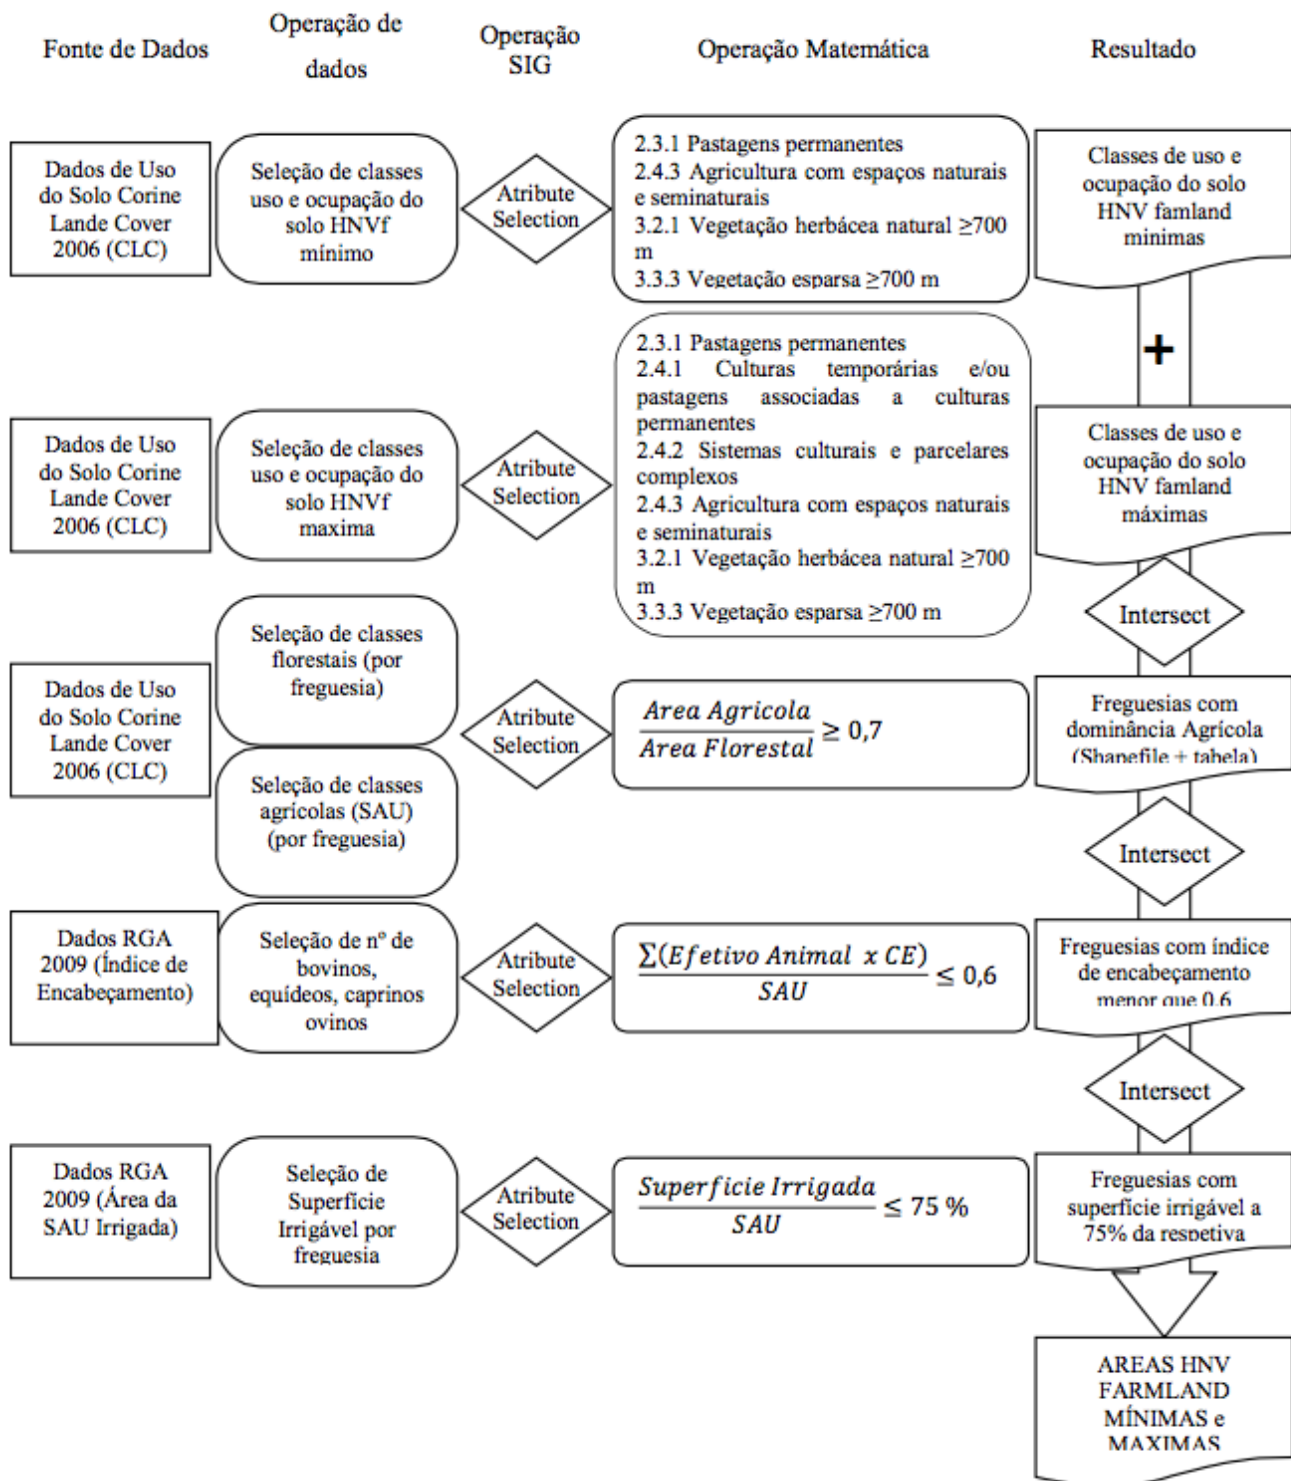 Fonte de Dados
Operação de
dados
Operação
SIG
Operação Matemática
Resultado
Dados de Uso
do Solo Corine
Lande Cover
2006 (CLC)
Seleção de classes
uso e ocupação do
solo HNVf
mínimo
Atribute
Selection
2.3.1 Pastagens permanentes
2.4.3 Agricultura com espaços naturais
e seminaturais
3.2.1 Vegetação herbácea natural ≥700
m
3.3.3 Vegetação esparsa ≥700 m
Classes de uso e
ocupação do solo
HNV famland
minimas
+
Dados de Uso
do Solo Corine
Lande Cover
2006 (CLC)
Seleção de classes
uso e ocupação do
solo HNVf
maxima
Atribute
Selection
2.3.1 Pastagens permanentes
2.4.1 Culturas temporárias e/ou
pastagens associadas a culturas
permanentes
2.4.2 Sistemas culturais e parcelares
complexos
2.4.3 Agricultura com espaços naturais
e seminaturais
3.2.1 Vegetação herbácea natural ≥700
m
3.3.3 Vegetação esparsa ≥700 m
Classes de uso e
ocupação do solo
HNV famland
máximas
Intersect
Dados de Uso
do Solo Corine
Lande Cover
2006 (CLC)
Seleção de classes
florestais (por
freguesia)
Seleção de classes
agrícolas (SAU)
(por freguesia)
Atribute
Selection
Area Agricola
Area Florestal
≥ 0,7
Freguesias com
dominância Agrícola
(Shapefile + tabela)
Intersect
Dados RGA
2009 (Índice de
Encabeçamento)
Seleção de nº de
bovinos,
equídeos, caprinos
ovinos
Atribute
Selection
∑(Efetivo Animal x CE)
SAU
≤ 0,6
Freguesias com índice
de encabeçamento
menor que 0.6
Intersect
Dados RGA
2009 (Área da
SAU Irrigada)
Seleção de
Superfície
Irrigável por
freguesia
Atribute
Selection
Superficie Irrigada
SAU
≤ 75 %
Freguesias com
superfície irrigável a
75% da respetiva
AREAS HNV
FARMLAND
MÍNIMAS e
MAXIMAS